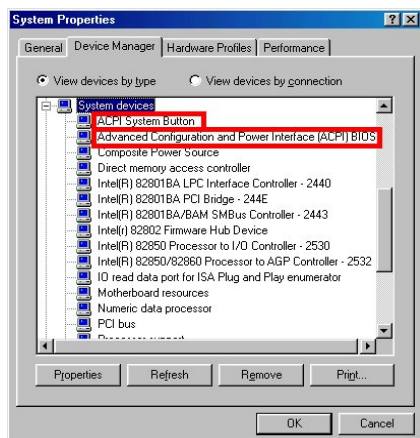 System Properties
General Device Manager Hardware Profiles Performance
View devices by type View devices by connection
System devices
ACPI System Button
Advanced Configuration and Power Interface (ACPI) BIOS
Composite Power Source
Direct memory access controller
Intel(R) 82801BA LPC Interface Controller - 2440
Intel(R) 82801BA PCI Bridge - 244E
Intel(R) 82801BA/BAM SMBus Controller - 2443
Intel(r) 82802 Firmware Hub Device
Intel(R) 82850 Processor to I/O Controller - 2530
Intel(R) 82850/82860 Processor to AGP Controller - 2532
IO read data port for ISA Plug and Play enumerator
Motherboard resources
Numeric data processor
PCI bus
Processor support
Properties Refresh Remove Print...
OK Cancel